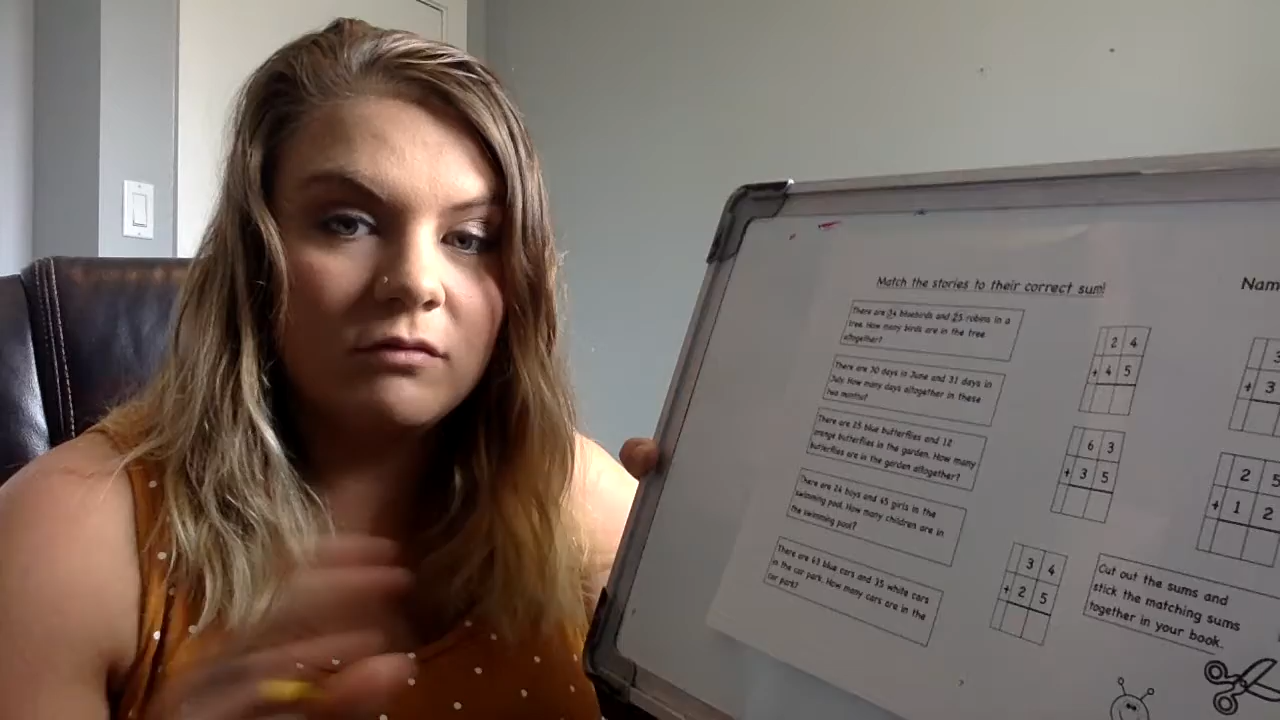 Match the stories to their correct sum!
Nam
There are 34 bluebirds and 25 robins in a
tree. How many birds are in the tree
altogether?
There are 30 days in June and 31 days in
July. How many days altogether in these
two months?
There are 25 blue butterflies and 12
orange butterflies in the garden. How many
butterflies are in the garden altogether?
There are 24 boys and 45 girls in the
swimming pool. How many children are in
the swimming pool?
There are 63 blue cars and 35 white cars
in the car park. How many cars are in the
car park?
2 4
+ 4 5
6 3
+ 3 5
3 4
+ 2 5
3
+ 3
2 5
+ 1 2
Cut out the sums and
stick the matching sums
together in your book.